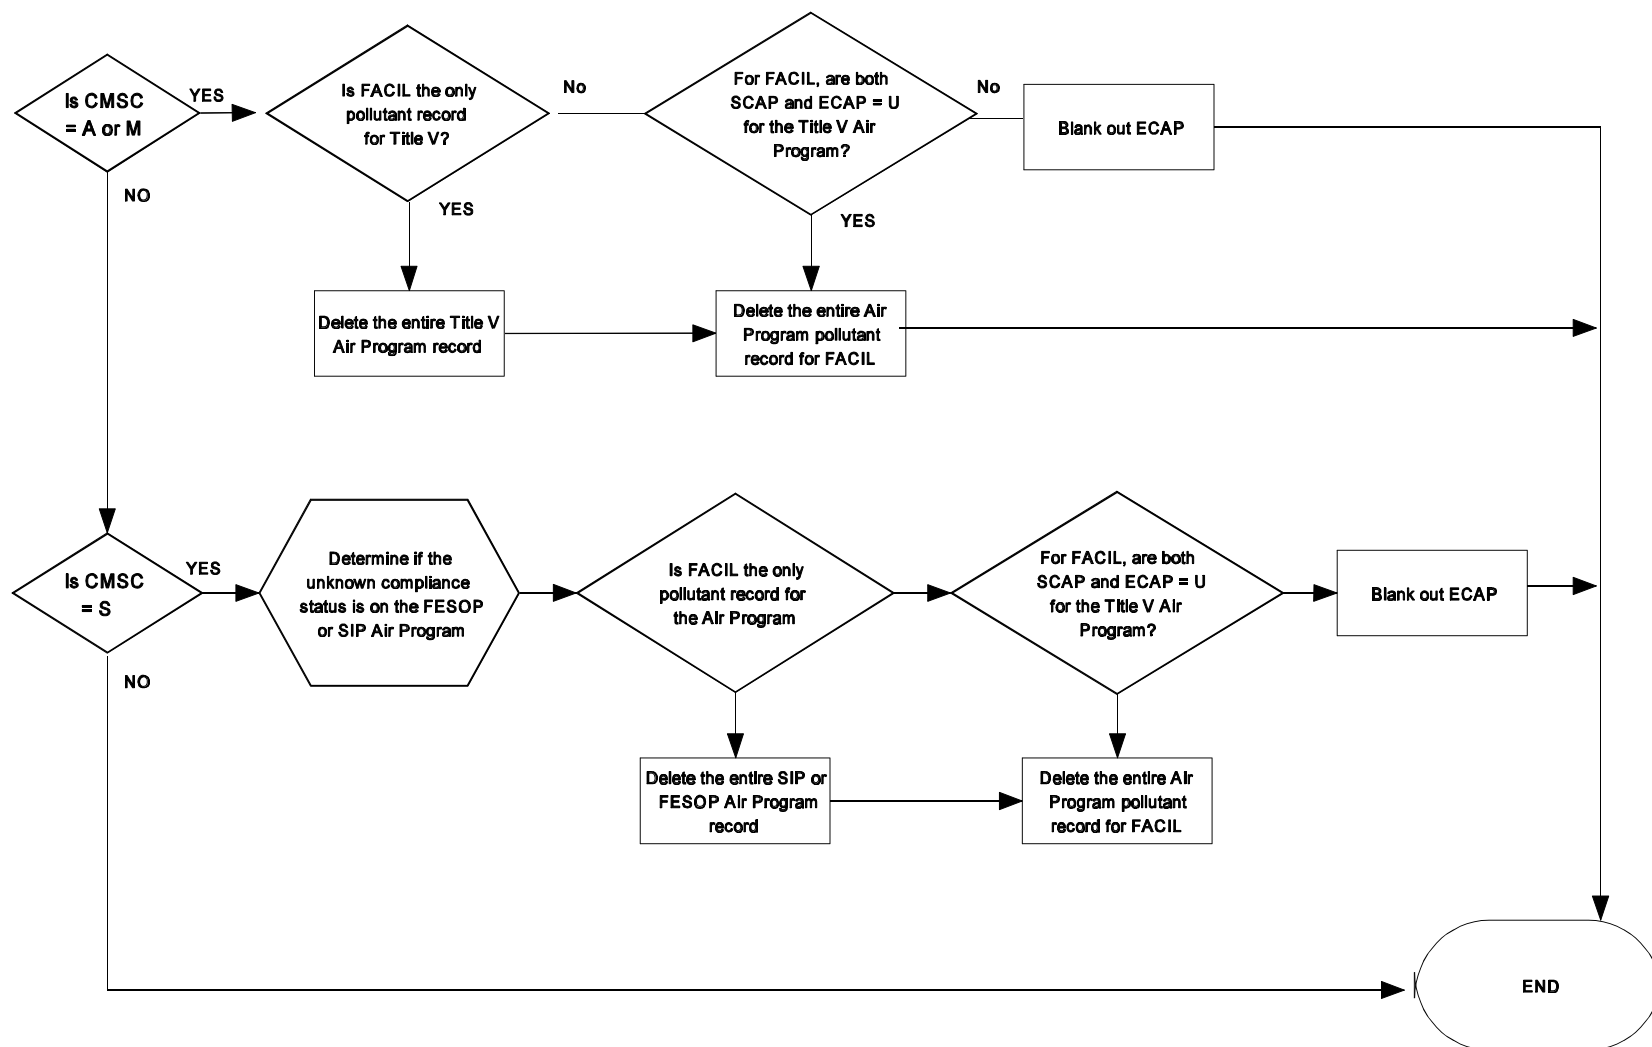 Is CMSC
= A or M
YES
NO
Is FACIL the only
pollutant record
for Title V?
No
YES
For FACIL, are both
SCAP and ECAP = U
for the Title V Air
Program?
No
YES
Blank out ECAP
Delete the entire Title V
Air Program record
Delete the entire Air
Program pollutant
record for FACIL
Is CMSC
= S
YES
NO
Determine if the
unknown compliance
status is on the FESOP
or SIP Air Program
Is FACIL the only
pollutant record for
the Air Program
For FACIL, are both
SCAP and ECAP = U
for the Title V Air
Program?
Blank out ECAP
Delete the entire SIP or
FESOP Air Program
record
Delete the entire Air
Program pollutant
record for FACIL
END